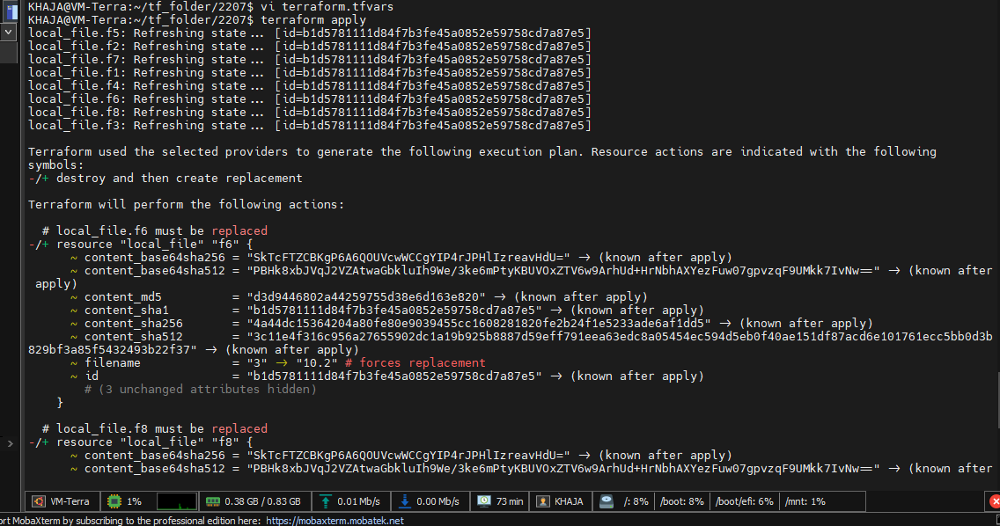 KHAJA@VM-Terra:~/tf_folder/2207$ vi terraform.tfvars
KHAJA@VM-Terra:~/tf_folder/2207$ terraform apply
local_file.f5: Refreshing state... [id=b1d5781111d84f7b3fe45a0852e59758cd7a87e5]
local_file.f2: Refreshing state... [id=b1d5781111d84f7b3fe45a0852e59758cd7a87e5]
local_file.f7: Refreshing state... [id=b1d5781111d84f7b3fe45a0852e59758cd7a87e5]
local_file.f1: Refreshing state... [id=b1d5781111d84f7b3fe45a0852e59758cd7a87e5]
local_file.f4: Refreshing state... [id=b1d5781111d84f7b3fe45a0852e59758cd7a87e5]
local_file.f6: Refreshing state... [id=b1d5781111d84f7b3fe45a0852e59758cd7a87e5]
local_file.f8: Refreshing state... [id=b1d5781111d84f7b3fe45a0852e59758cd7a87e5]
local_file.f3: Refreshing state... [id=b1d5781111d84f7b3fe45a0852e59758cd7a87e5]
Terraform used the selected providers to generate the following execution plan. Resource actions are indicated with the following
symbols:
-/+ destroy and then create replacement
Terraform will perform the following actions:
# local_file.f6 must be replaced
-/+ resource "local_file" "f6" {
~ content_base64sha256 = "SkTcFTZCBKgP6A6QOUVcwWCCgYIP4rJPHlIzreavHdU=" → (known after apply)
~ content_base64sha512 = "PBHk8xbJVqJ2VZAtwaGbkluIh9We/3ke6mPtyKBUVOxZTV6w9ArhUd+HrNbhAXYezFuw07gpvzqF9UMkk7IvNw==" → (known after
apply)
~ content_md5 = "d3d9446802a44259755d38e6d163e820" → (known after apply)
~ content_sha1 = "b1d5781111d84f7b3fe45a0852e59758cd7a87e5" → (known after apply)
~ content_sha256 = "4a44dc15364204a80fe80e9039455cc1608281820fe2b24f1e5233ade6af1dd5" → (known after apply)
~ content_sha512 = "3c11e4f316c956a27655902dc1a19b925b8887d59eff791eea63edc8a05454ec594d5eb0f40ae151df87acd6e101761ecc5bb0d3b
829bf3a85f5432493b22f37" → (known after apply)
~ filename = "3" → "10.2" # forces replacement
~ id = "b1d5781111d84f7b3fe45a0852e59758cd7a87e5" → (known after apply)
# (3 unchanged attributes hidden)
}
# local_file.f8 must be replaced
-/+ resource "local_file" "f8" {
~ content_base64sha256 = "SkTcFTZCBKgP6A6QOUVcwWCCgYIP4rJPHlIzreavHdU=" → (known after apply)
~ content_base64sha512 = "PBHk8xbJVqJ2VZAtwaGbkluIh9We/3ke6mPtyKBUVOxZTV6w9ArhUd+HrNbhAXYezFuw07gpvzqF9UMkk7IvNw==" → (known after
VM-Terra 1% 0.38 GB / 0.83 GB 0.01 Mb/s 0.00 Mb/s 73 min KHAJA /: 8% /boot: 8% /boot/efi: 6% /mnt: 1%
ort MobaXterm by subscribing to the professional edition here: https://mobaxterm.mobatek.net